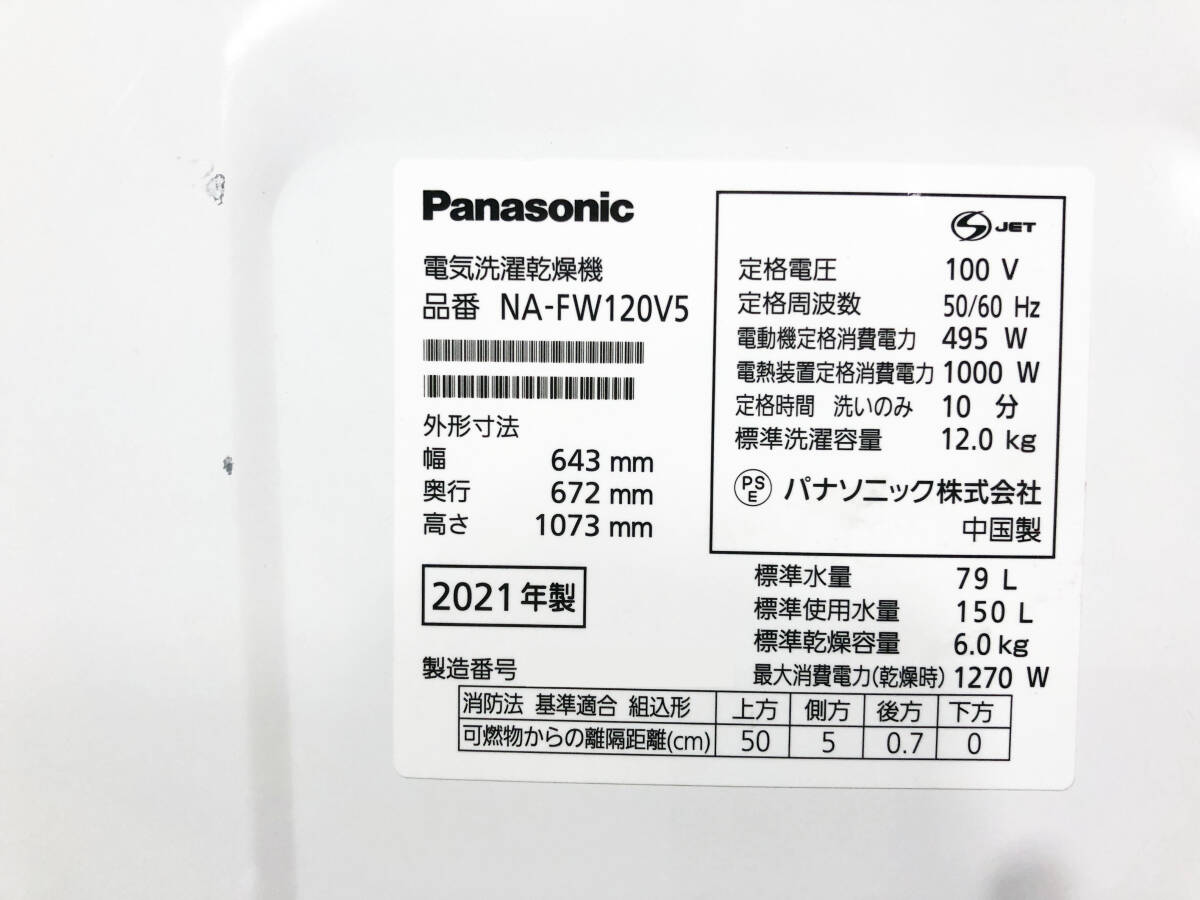 Panasonic
電気洗濯乾燥機
品番 NA-FW120V5
外形寸法
幅 643 mm
奥行 672 mm
高さ 1073 mm
2021年製
製造番号
JET
定格電圧 100 V
定格周波数 50/60 Hz
電動機定格消費電力 495 W
電熱装置定格消費電力 1000 W
定格時間 洗いのみ 10 分
標準洗濯容量 12.0 kg
PSE パナソニック株式会社
中国製
標準水量 79 L
標準使用水量 150 L
標準乾燥容量 6.0 kg
最大消費電力(乾燥時) 1270 W
消防法 基準適合 組込形 上方 側方 後方 下方
可燃物からの離隔距離(cm) 50 5 0.7 0